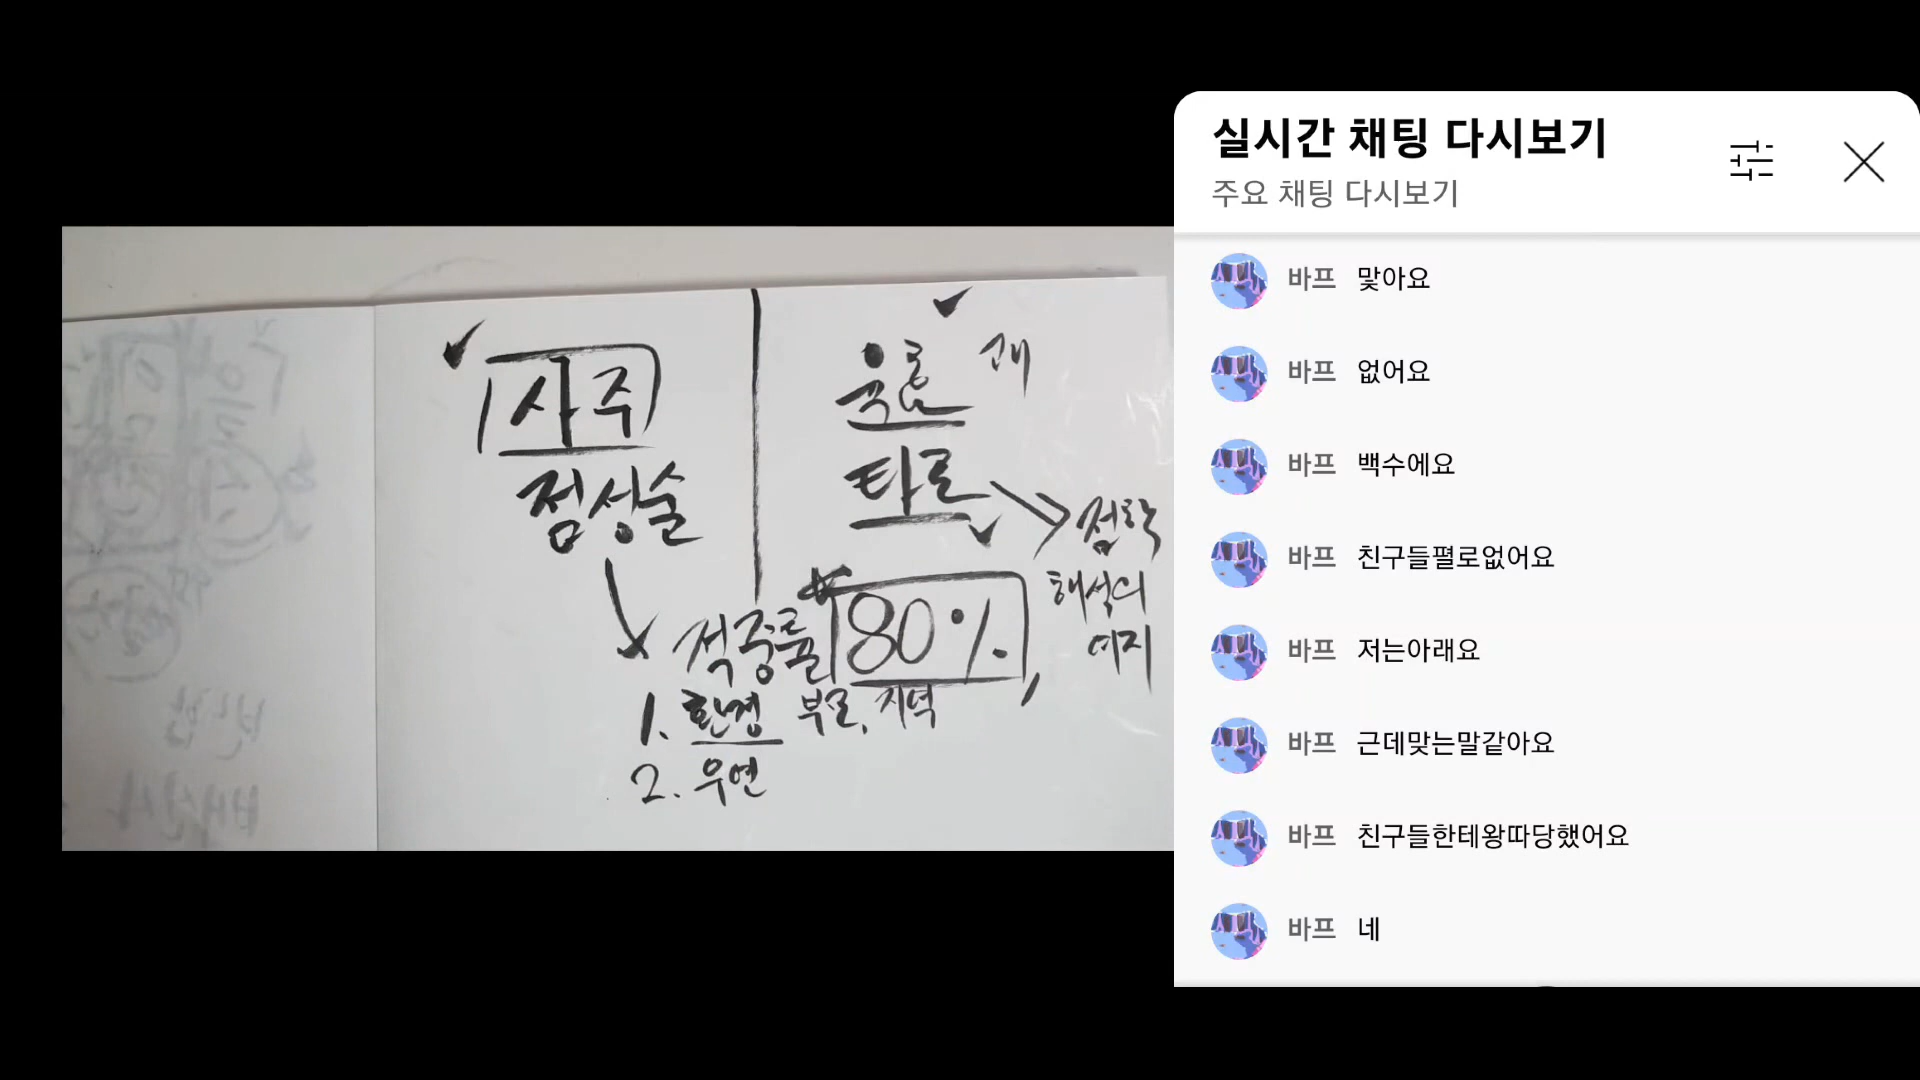 사주
점성술
타로
점학
해석의
여지
적중률 80%
1. 환경 부모, 지역
2. 우연
실시간 채팅 다시보기
주요 채팅 다시보기
바프 맞아요
바프 없어요
바프 백수에요
바프 친구들펼로없어요
바프 저는아래요
바프 근데맞는말같아요
바프 친구들한테왕따당했어요
바프 네